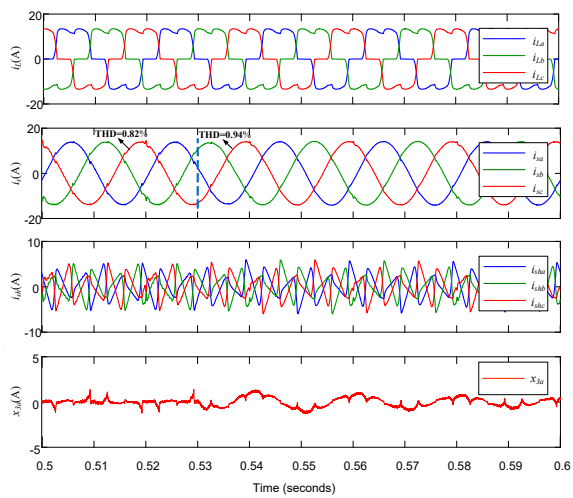 20
0
-20
i_L(A)
i_La
i_Lb
i_Lc
20
0
-20
i_s(A)
THD=0.82%
THD=0.94%
i_sa
i_sb
i_sc
10
5
0
-10
i_sh(A)
i_sha
i_shb
i_shc
5
0
-5
x_3a(A)
x_3a
0.5 0.51 0.52 0.53 0.54 0.55 0.56 0.57 0.58 0.59 0.6
Time (seconds)